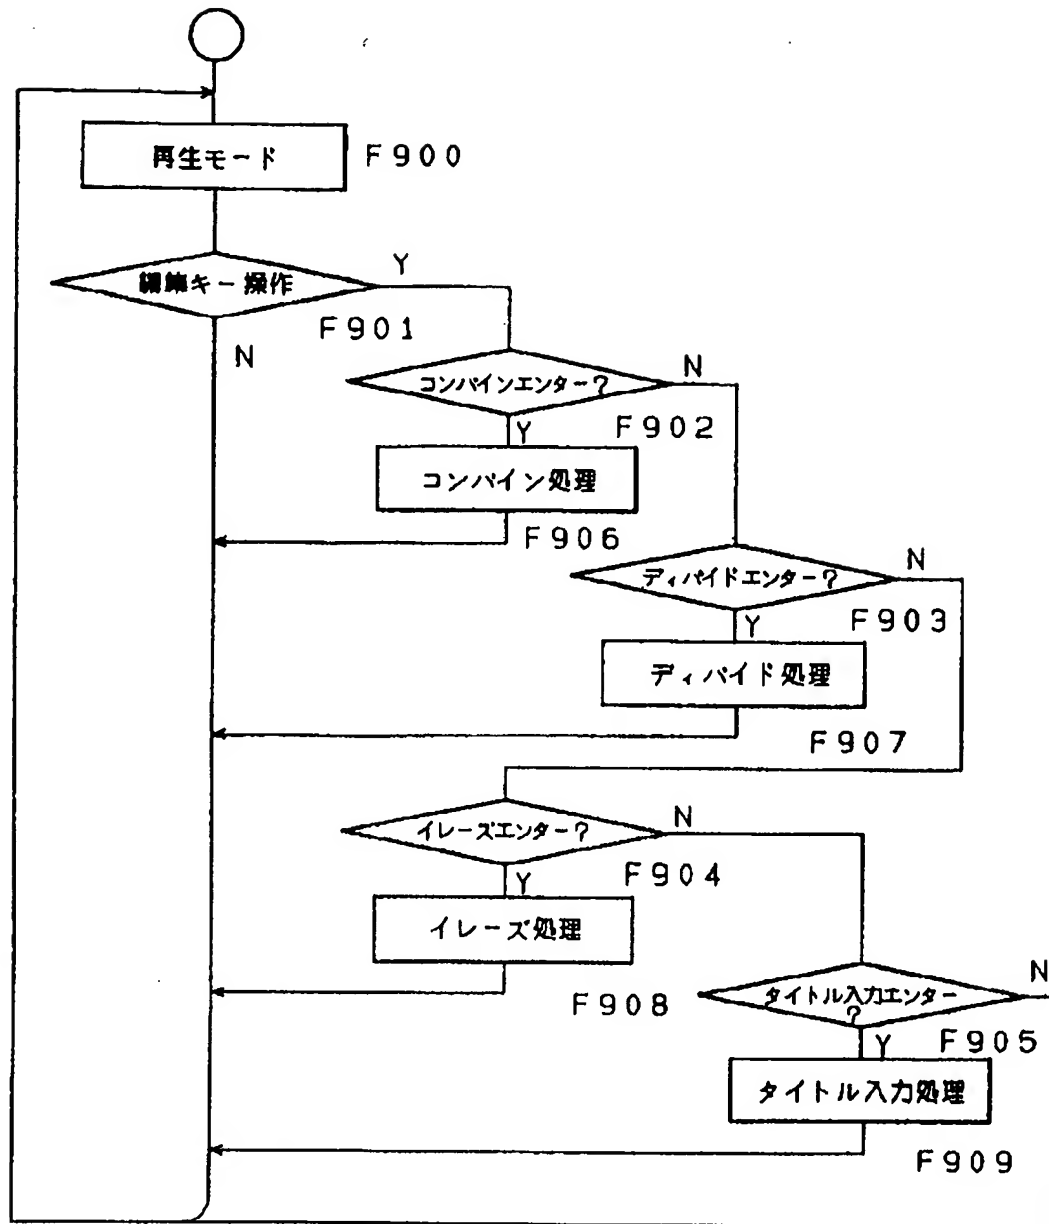 再生モード
F900
編集キー操作
Y
F901
N
コンバインエンター?
N
F902
Y
コンバイン処理
F906
ディバイドエンター?
N
F903
Y
ディバイド処理
F907
イレーズエンター?
N
F904
Y
イレーズ処理
F908
タイトル入力エンター
?
N
F905
Y
タイトル入力処理
F909